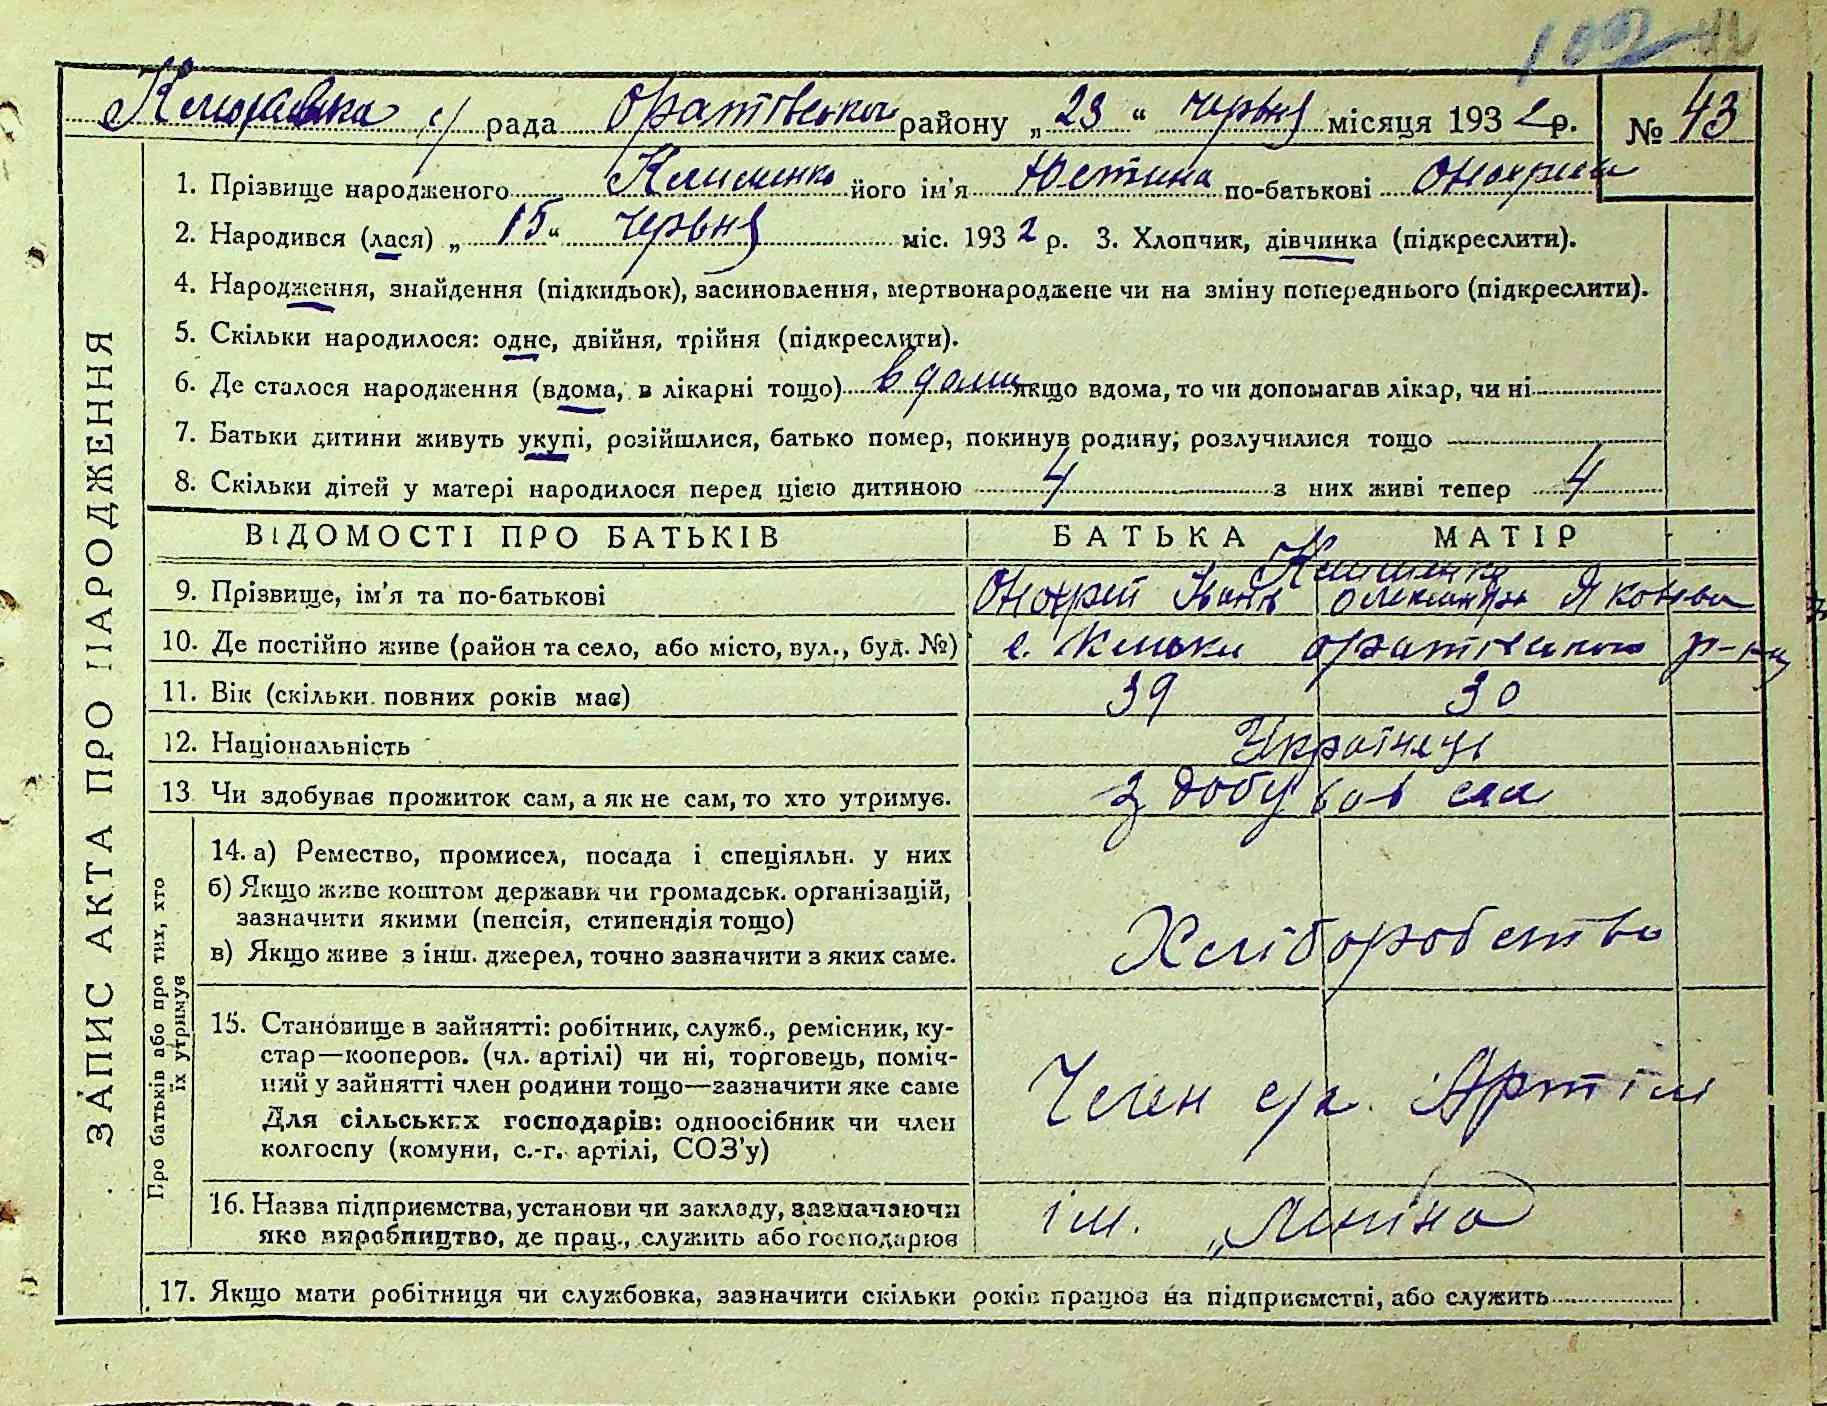 с/рада Оратівського району „23" червня місяця 1932 р. № 43
1. Прізвище народженого Клименко його ім'я Юстина по-батькові Онохрии
2. Народився (лася) „15" червня міс. 1932 р. 3. Хлопчик, дівчинка (підкреслити).
4. Народження, знайдення (підкидьок), засиновлення, мертвонароджене чи на зміну попереднього (підкреслити).
5. Скільки народилося: одне, двійня, трійня (підкреслити).
6. Де сталося народження (вдома, в лікарні тощо) в доми якщо вдома, то чи допомагав лікар, чи ні
7. Батьки дитини живуть укупі, розійшлися, батько помер, покинув родину, розлучилися тощо
8. Скільки дітей у матері народилося перед цією дитиною 4 з них живі тепер 4
ВІДОМОСТІ ПРО БАТЬКІВ БАТЬКА МАТІР
Клименко
9. Прізвище, ім'я та по-батькові Онохрей Іванів Олександра Яковівна
10. Де постійно живе (район та село, або місто, вул., буд. №) с. Оратівського р-ну
11. Вік (скільки повних років має) 39 30
12. Національність Українець
13 Чи здобуває прожиток сам, а як не сам, то хто утримує. здобував сам
14. а) Ремество, промисел, посада і спеціяльн. у них
б) Якщо живе коштом держави чи громадськ. організацій,
зазначити якими (пенсія, стипендія тощо)
Хліборобство
в) Якщо живе з інш. джерел, точно зазначити з яких саме.
15. Становище в зайнятті: робітник, служб., ремісник, ку-
стар—кооперов. (чл. артілі) чи ні, торговець, поміч-
ний у зайнятті член родини тощо—зазначити яке саме
Член с/г. Артілі
Для сільських господарів: одноосібник чи член
колгоспу (комуни, с.-г. артілі, СОЗ'у)
16. Назва підприємства, установи чи закладу, зазначаючи
яке виробництво, де прац., служить або господарює
ім. „Леніна
17. Якщо мати робітниця чи службовка, зазначити скільки років працює на підприємстві, або служить
ЗАПИС АКТА ПРО НАРОДЖЕННЯ
Про батьків або про тих, хто
їх утримує